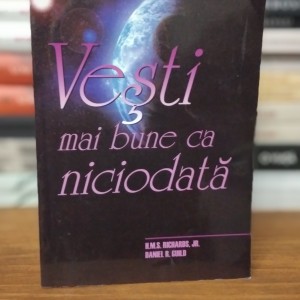 Vești
mai bune ca
niciodată
H.M.S. RICHARDS, JR.
DANIEL R. GUILD